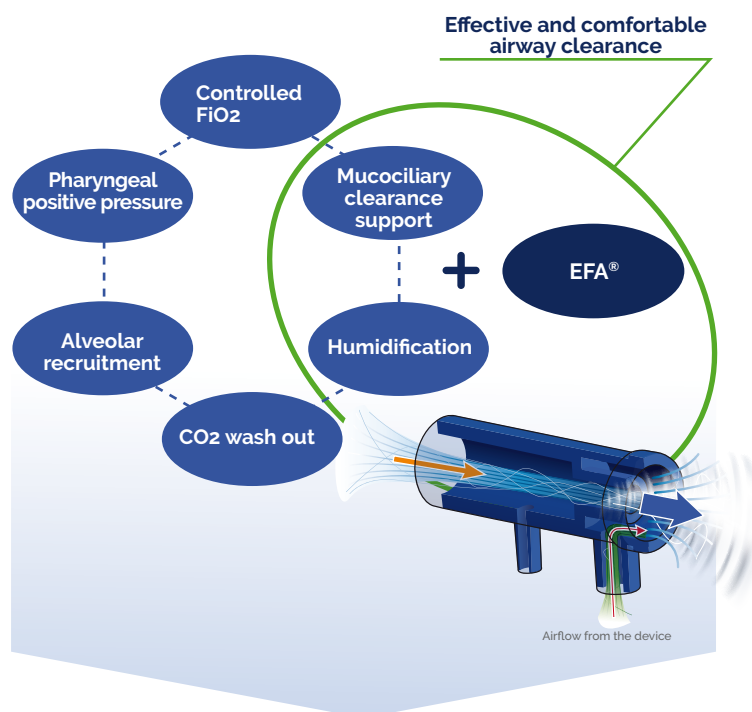 Effective and comfortable
airway clearance
Controlled
FiO2
Pharyngeal
positive pressure
Mucociliary
clearance
support
EFA®
Alveolar
recruitment
Humidification
CO2 wash out
Airflow from the device